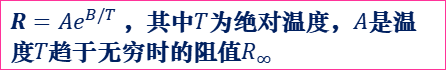 R = Ae^{B/T}，其中T为绝对温度，A是温
度T趋于无穷时的阻值R_∞